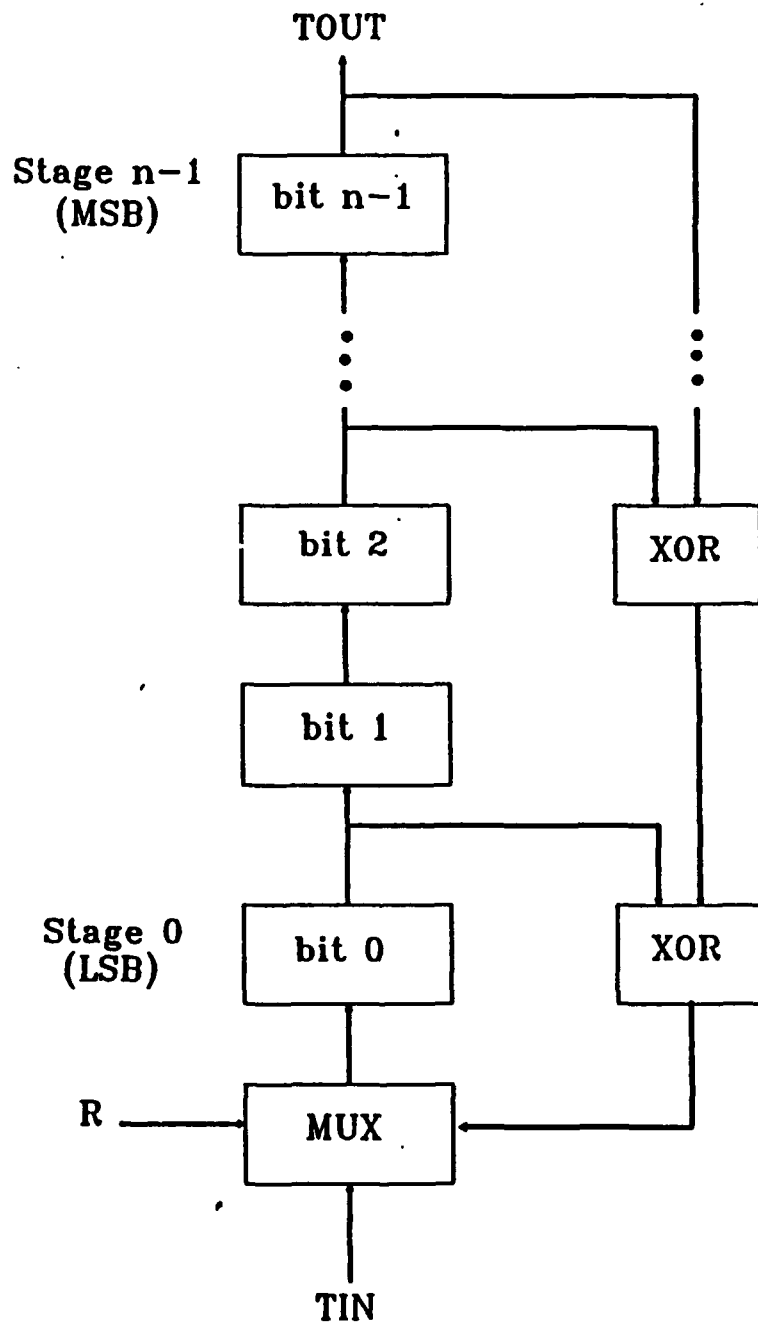 TOUT
Stage n-1
(MSB)
bit n-1
bit 2
XOR
bit 1
Stage 0
(LSB)
bit 0
XOR
R
MUX
TIN